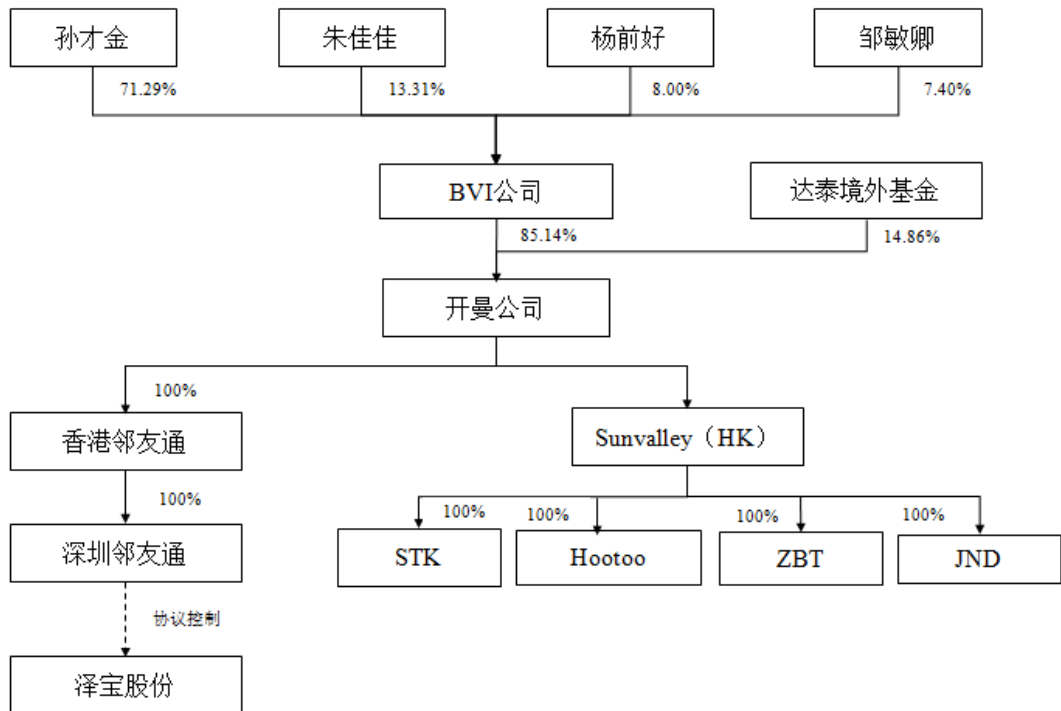 孙才金
朱佳佳
杨前好
邹敏卿
71.29%
13.31%
8.00%
7.40%
BVI公司
达泰境外基金
85.14%
14.86%
开曼公司
100%
香港邻友通
Sunvalley（HK）
100%
100%
100%
100%
100%
深圳邻友通
STK
Hootoo
ZBT
JND
协议控制
泽宝股份